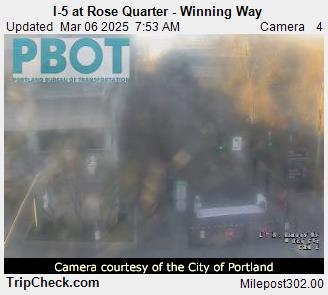 I-5 at Rose Quarter - Winning Way
Updated Mar 06 2025 7:53 AM Camera 4
PBOT
PORTLAND BUREAU OF TRANSPORTATION
Camera courtesy of the City of Portland
TripCheck.com Milepost302.00